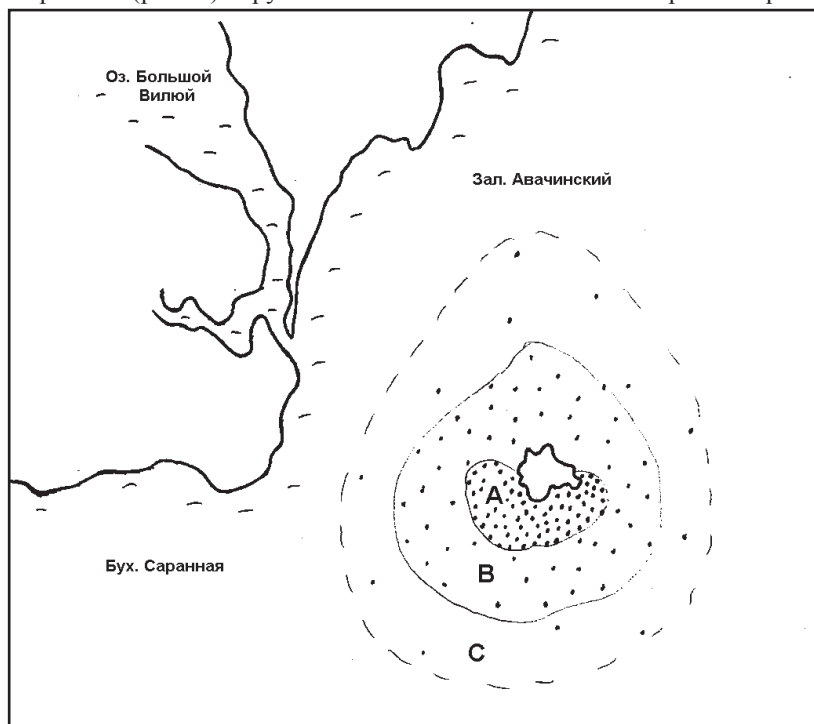 Оз. Большой
Вилюй
Зал. Авачинский
A
B
Бух. Саранная
C